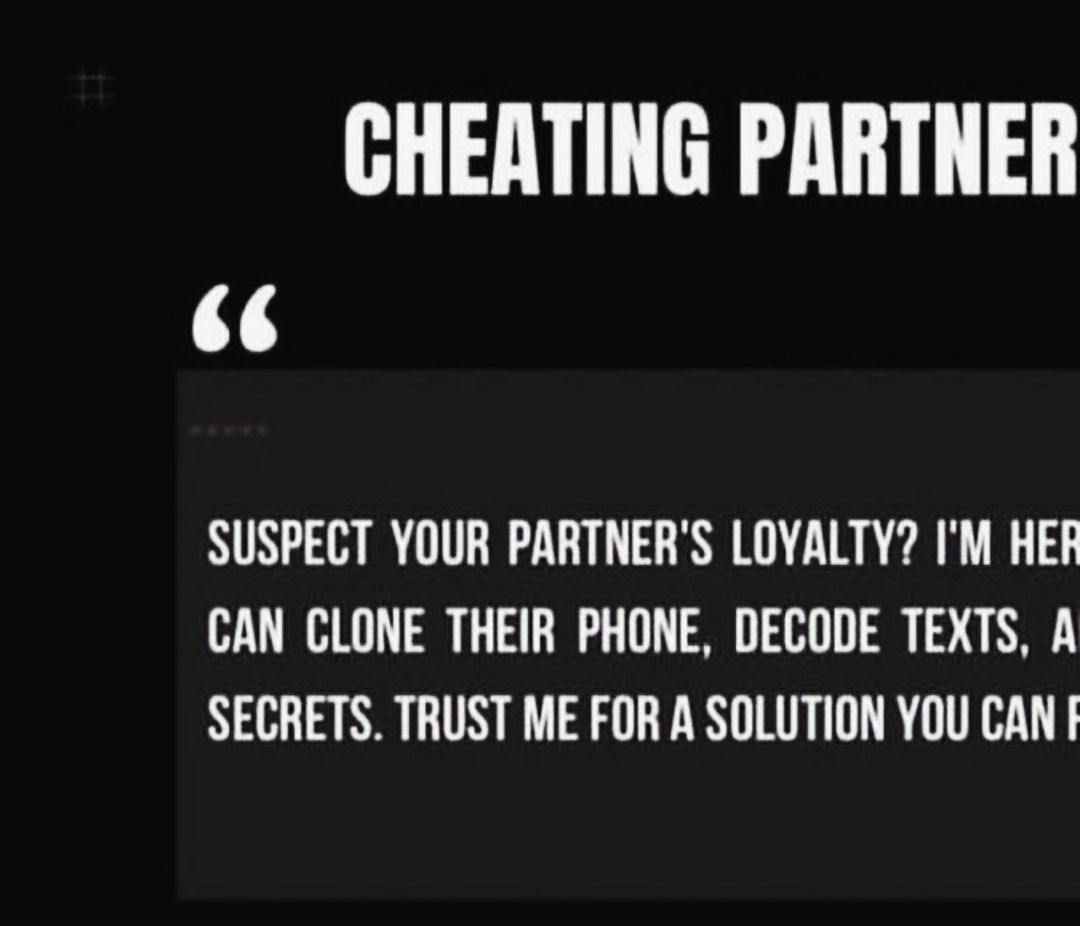 CHEATING PARTNER
“
SUSPECT YOUR PARTNER'S LOYALTY? I'M
CAN CLONE THEIR PHONE, DECODE TEXTS,
SECRETS. TRUST ME FOR A SOLUTION YOU CAN